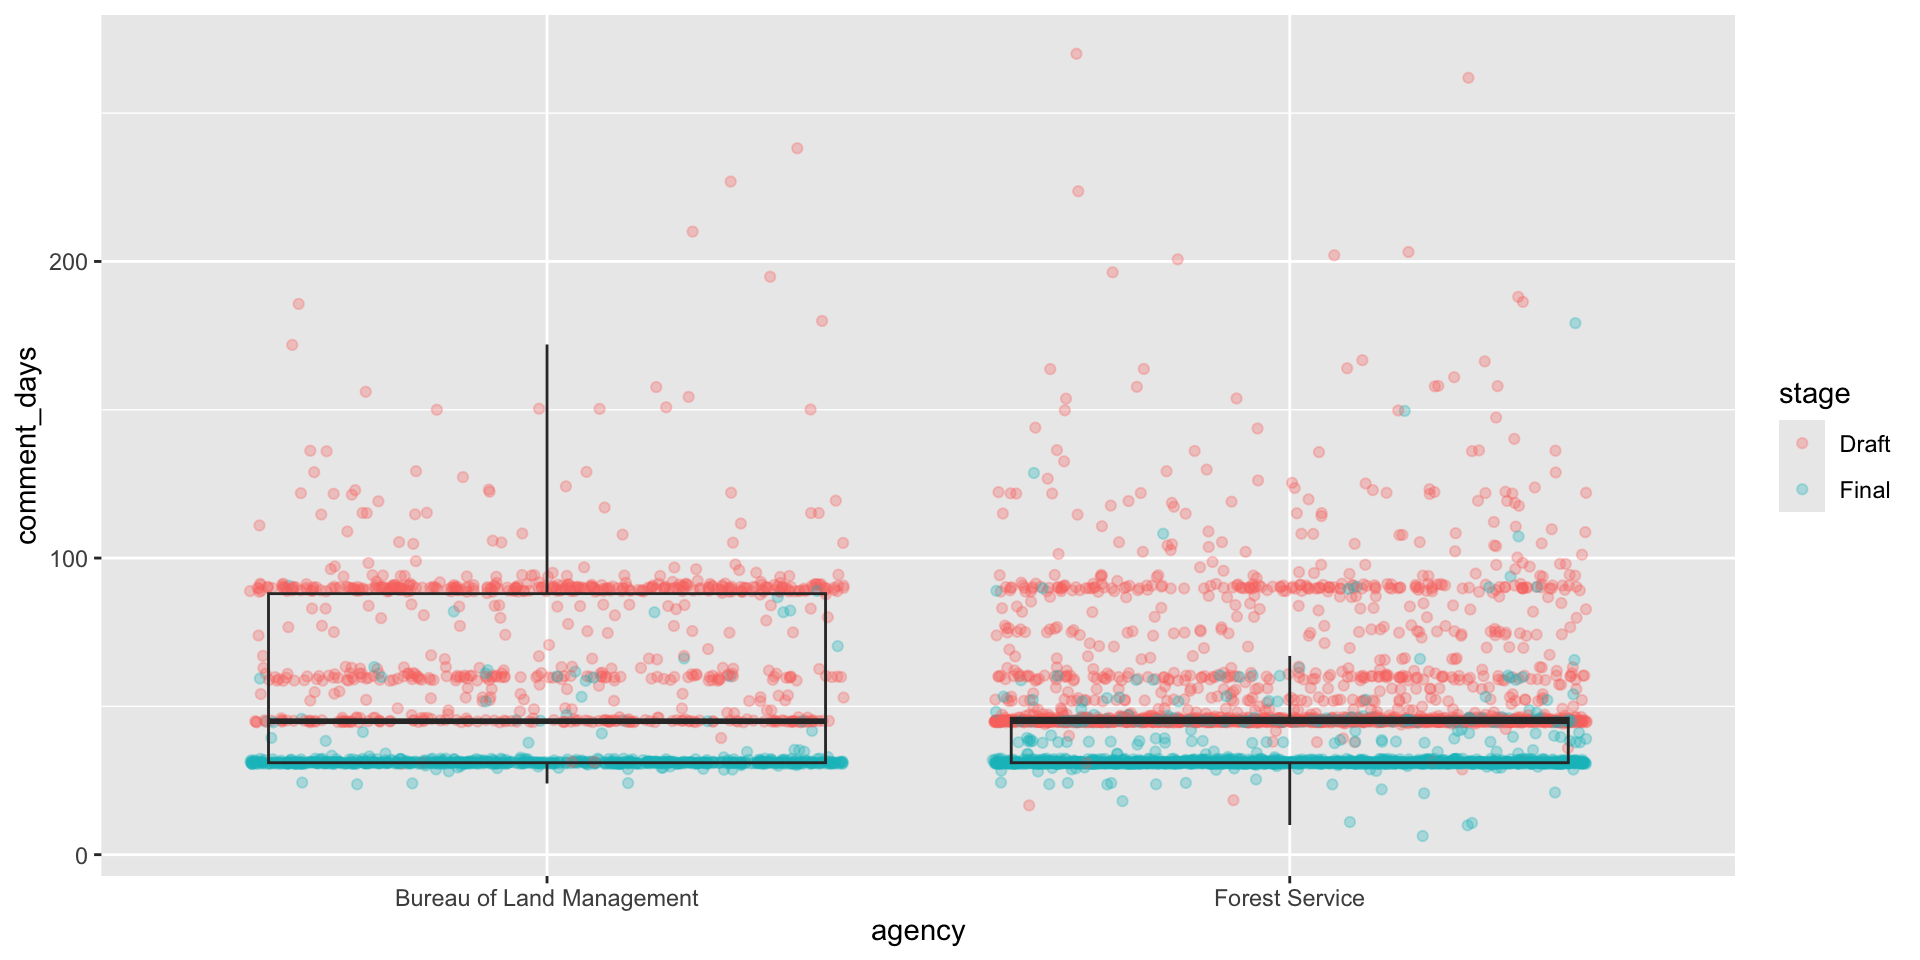 comment_days
200
100
0
Bureau of Land Management
Forest Service
agency
stage
Draft
Final